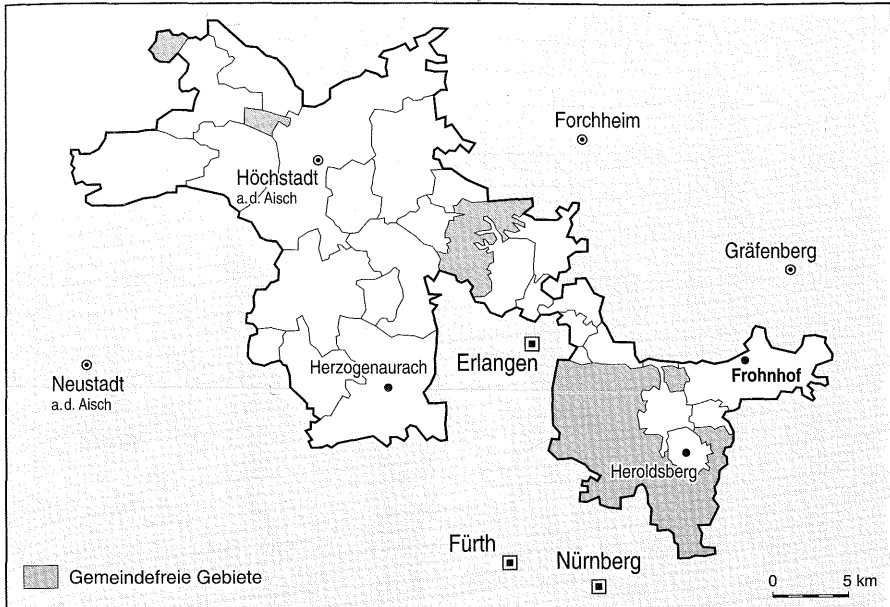 Forchheim
Höchstadt
a.d. Aisch
Gräfenberg
Erlangen
Frohnhof
Neustadt
a.d. Aisch
Herzogenaurach
Heroldsberg
Fürth
Nürnberg
Gemeindefreie Gebiete
0 5 km